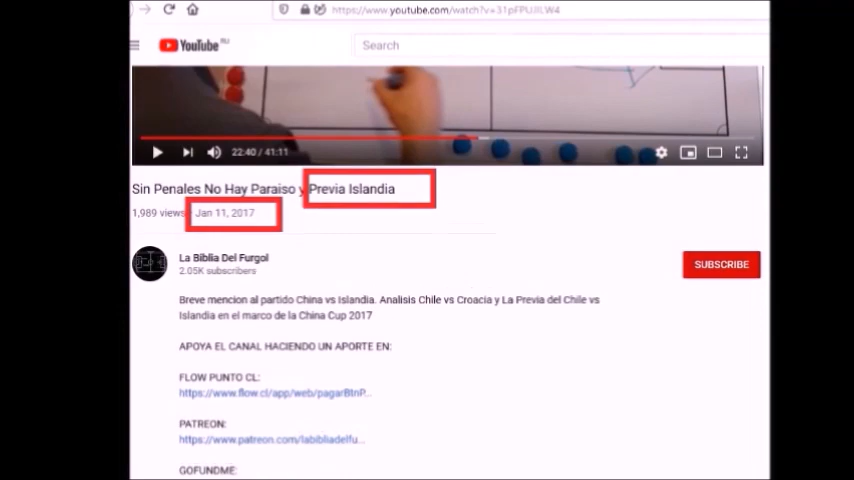 https://www.youtube.com/watch?v=31pFPUJlLW4
YouTube RU
Search
22:40 / 41:11
Sin Penales No Hay Paraiso y Previa Islandia
1,989 views Jan 11, 2017
La Biblia Del Furgol
2.05K subscribers
SUBSCRIBE
Breve mencion al partido China vs Islandia. Analisis Chile vs Croacia y La Previa del Chile vs
Islandia en el marco de la China Cup 2017
APOYA EL CANAL HACIENDO UN APORTE EN:
FLOW PUNTO CL:
https://www.flow.cl/app/web/pagarBtnP...
PATREON:
https://www.patreon.com/labibliadelfu...
GOFUNDME: